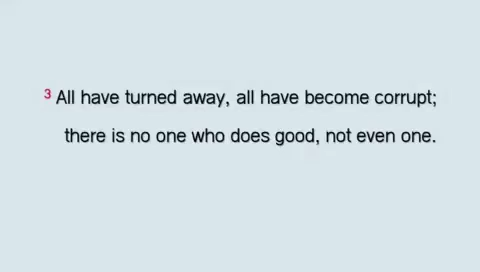 3 All have turned away, all have become corrupt;
there is no one who does good, not even one.